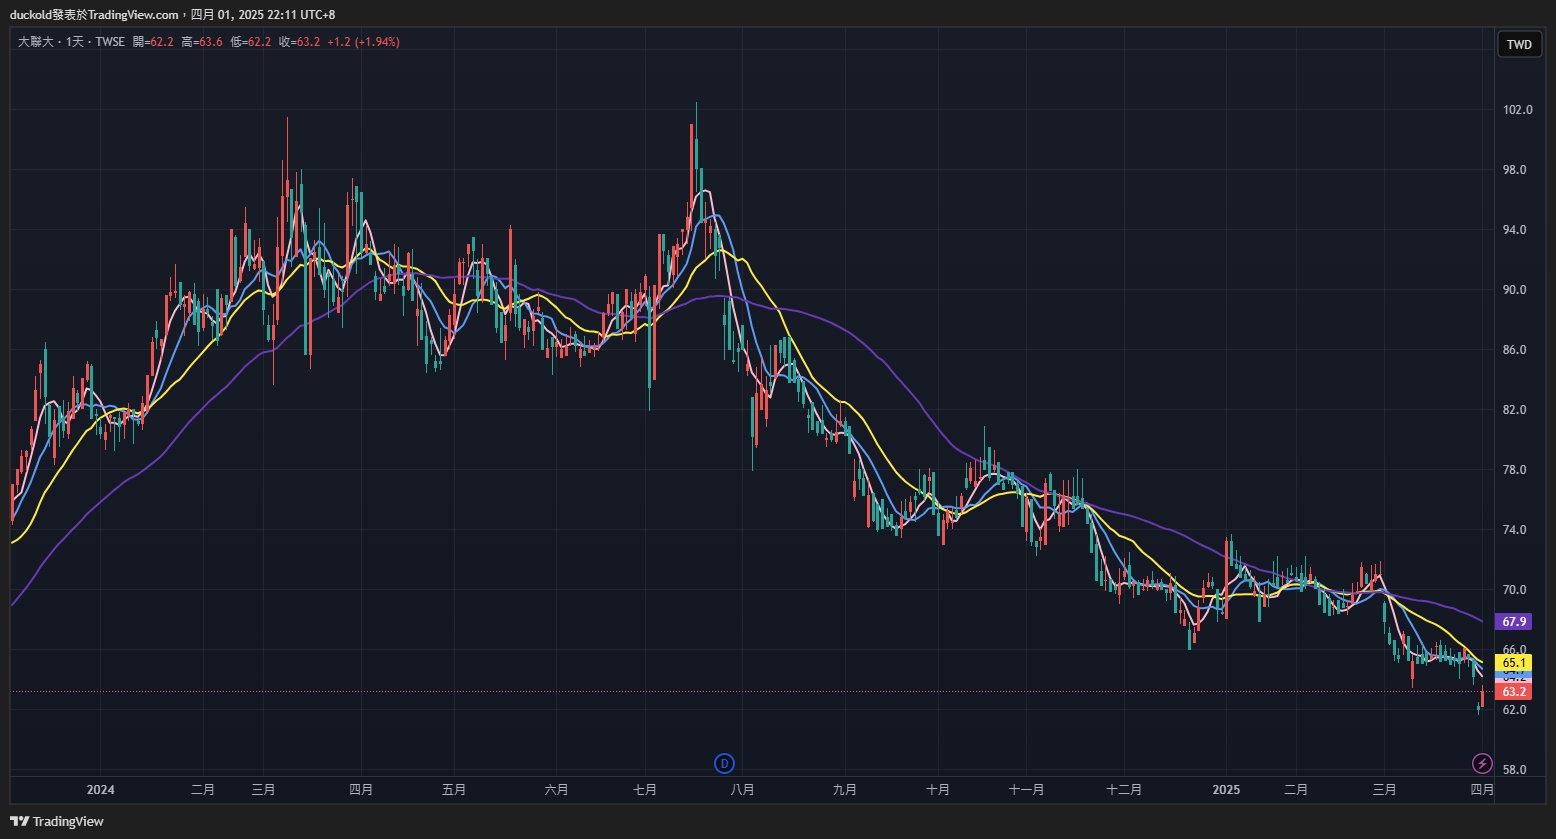 duckold發表於TradingView.com，四月 01, 2025 22:11 UTC+8
大聯大・1天・TWSE 開=62.2 高=63.6 低=62.2 收=63.2 +1.2 (+1.94%)
TWD
102.0
98.0
94.0
90.0
86.0
82.0
78.0
74.0
70.0
67.9
66.0
65.1
63.2
62.0
58.0
D
2024 二月 三月 四月 五月 六月 七月 八月 九月 十月 十一月 十二月 2025 二月 三月 四月
TradingView